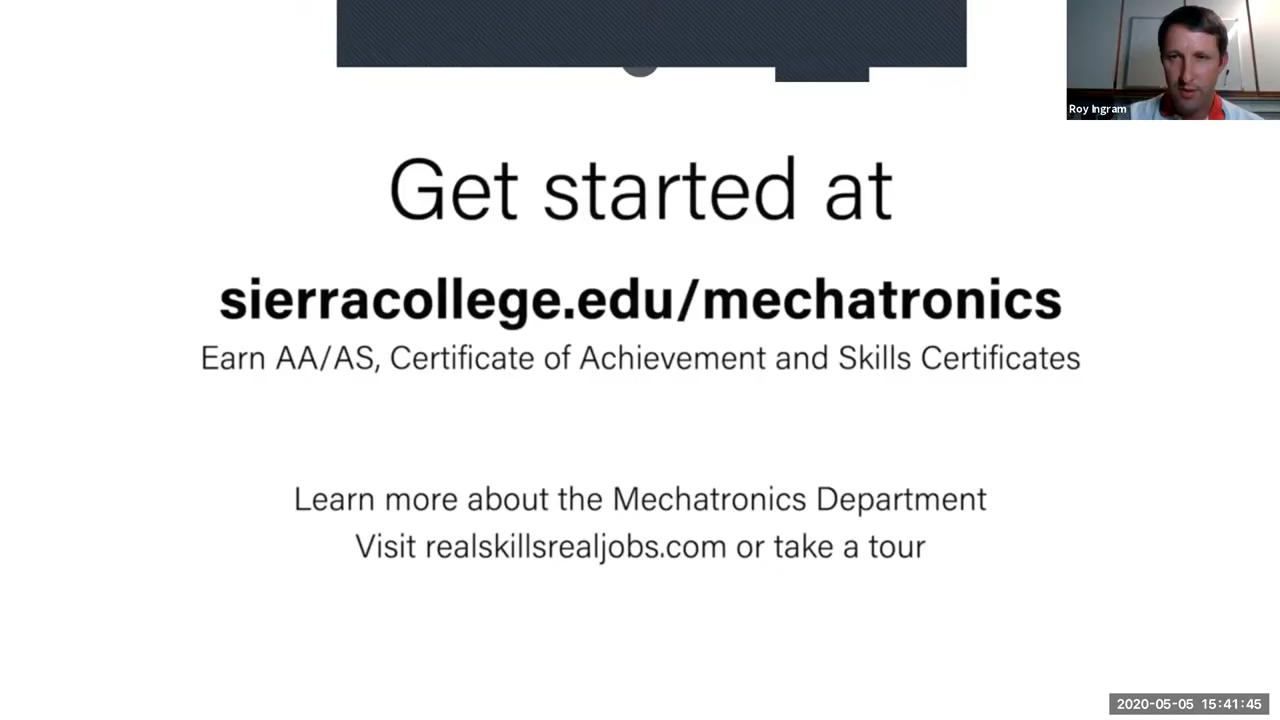 Roy Ingram
Get started at
sierracollege.edu/mechatronics
Earn AA/AS, Certificate of Achievement and Skills Certificates
Learn more about the Mechatronics Department
Visit realskillsrealjobs.com or take a tour
2020-05-05 15:41:45